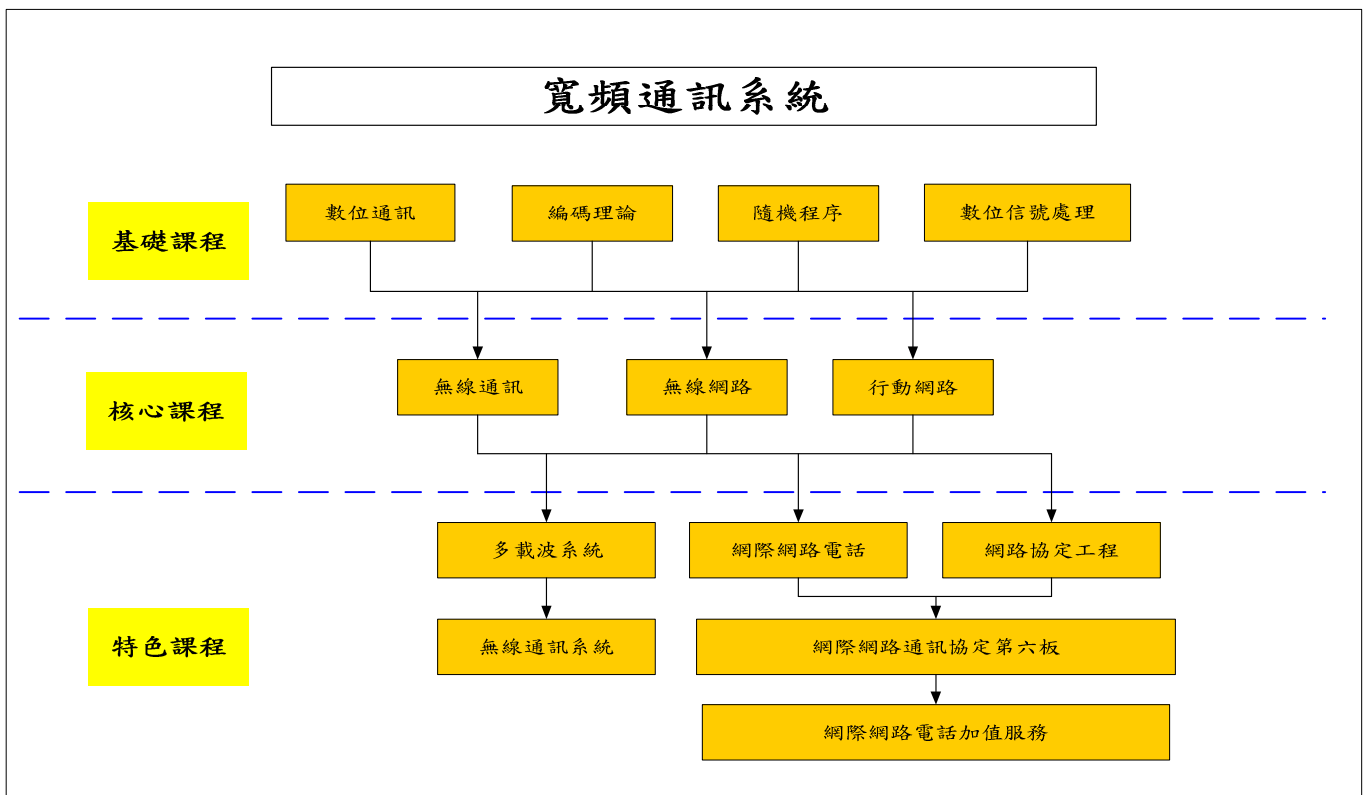 寬頻通訊系統
基礎課程
數位通訊
編碼理論
隨機程序
數位信號處理
核心課程
無線通訊
無線網路
行動網路
特色課程
多載波系統
網際網路電話
網路協定工程
無線通訊系統
網際網路通訊協定第六板
網際網路電話加值服務